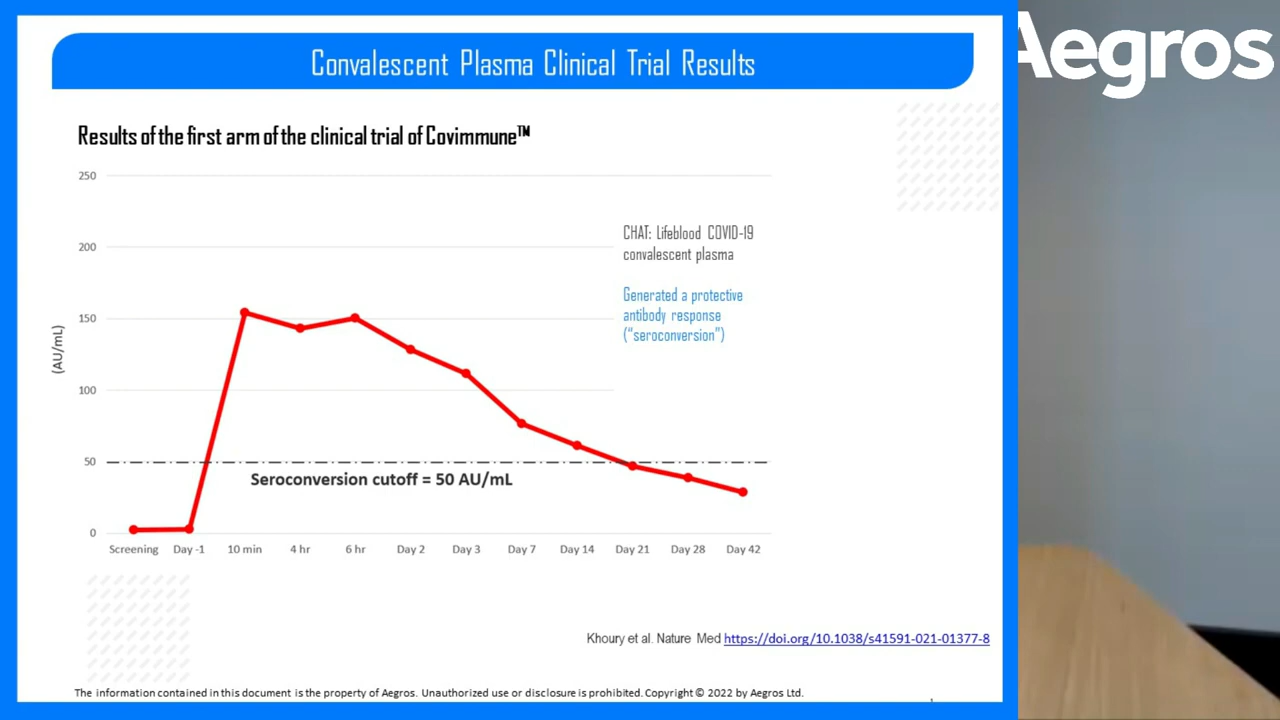 Aegros
Convalescent Plasma Clinical Trial Results
Results of the first arm of the clinical trial of Covimmune™
250
200
150
100
50
0
(AU/mL)
CHAT: Lifeblood COVID-19
convalescent plasma
Generated a protective
antibody response
("seroconversion")
Seroconversion cutoff = 50 AU/mL
Screening Day -1 10 min 4 hr 6 hr Day 2 Day 3 Day 7 Day 14 Day 21 Day 28 Day 42
Khoury et al. Nature Med https://doi.org/10.1038/s41591-021-01377-8
The information contained in this document is the property of Aegros. Unauthorized use or disclosure is prohibited. Copyright © 2022 by Aegros Ltd.